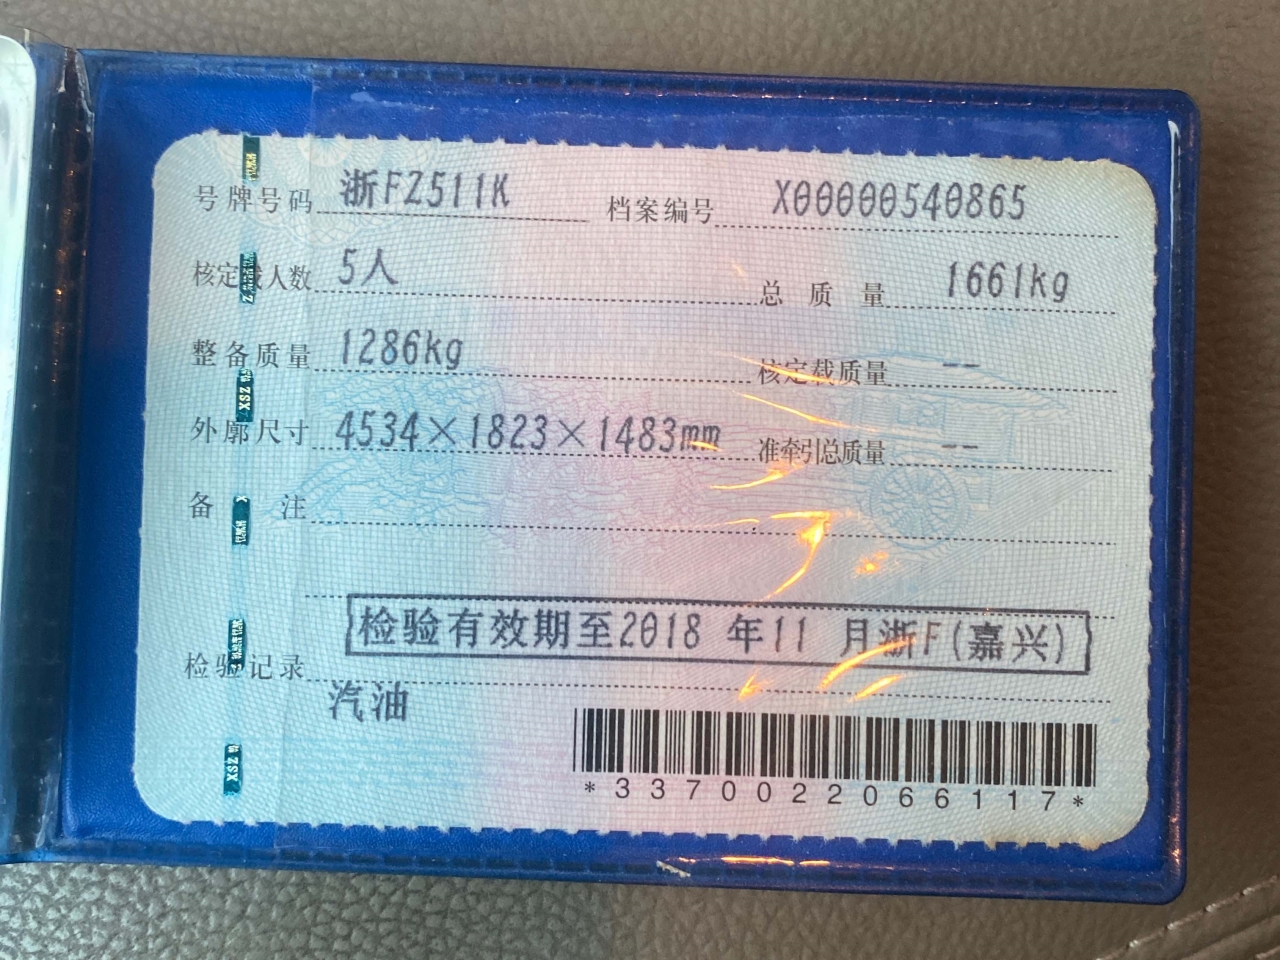 号牌号码 浙FZ511K 档案编号 X00000540865
核定载人数 5人 总质量 1661kg
整备质量 1286kg 核定载质量 --
外廓尺寸 4534×1823×1483mm 准牵引总质量 --
备注
检验有效期至2018 年11 月浙F(嘉兴)
检验记录
汽油
*3370022066117*